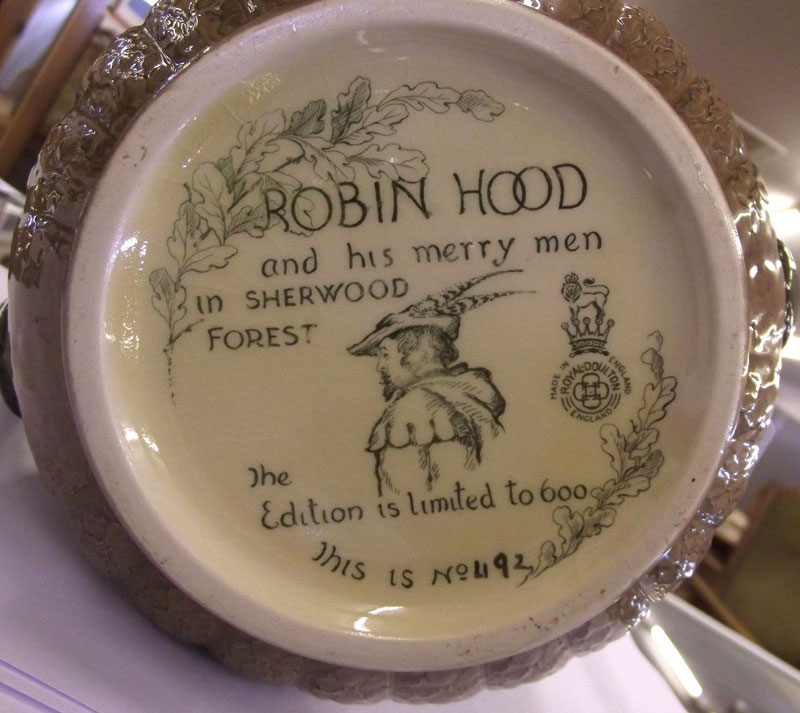 ROBIN HOOD
and his merry men
in SHERWOOD
FOREST
MADE IN ENGLAND
ROYAL·DOULTON
ENGLAND
The
Edition is limited to 600
This is No 492